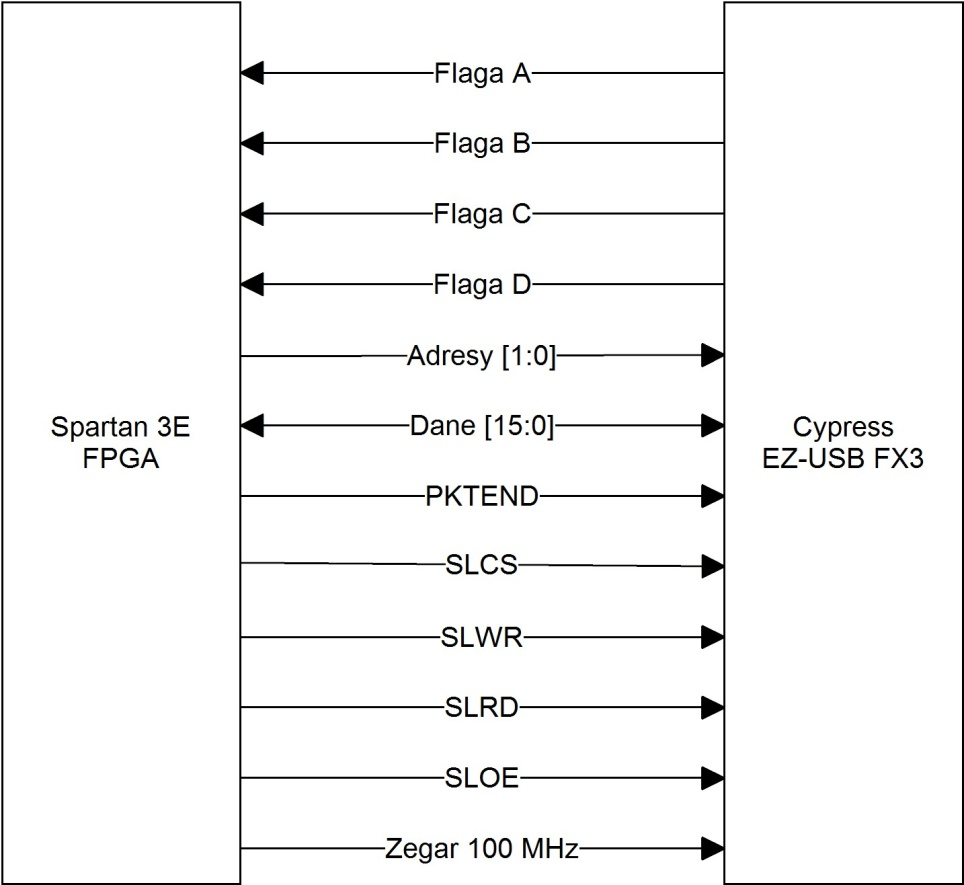 Flaga A
Flaga B
Flaga C
Flaga D
Adresy [1:0]
Spartan 3E
FPGA
Dane [15:0]
Cypress
EZ-USB FX3
PKTEND
SLCS
SLWR
SLRD
SLOE
Zegar 100 MHz